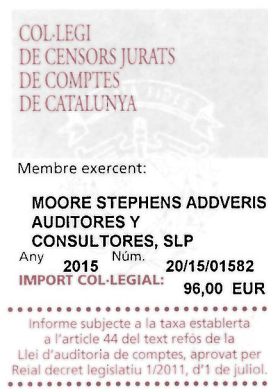 COL·LEGI
DE CENSORS JURATS
DE COMPTES
DE CATALUNYA
Membre exercent:
MOORE STEPHENS ADDVERIS
AUDITORES Y
CONSULTORES, SLP
Any 2015 Núm. 20/15/01582
IMPORT COL·LEGIAL: 96,00 EUR
Informe subjecte a la taxa establerta
a l'article 44 del text refós de la
Llei d'auditoria de comptes, aprovat per
Reial decret legislatiu 1/2011, d'1 de juliol.